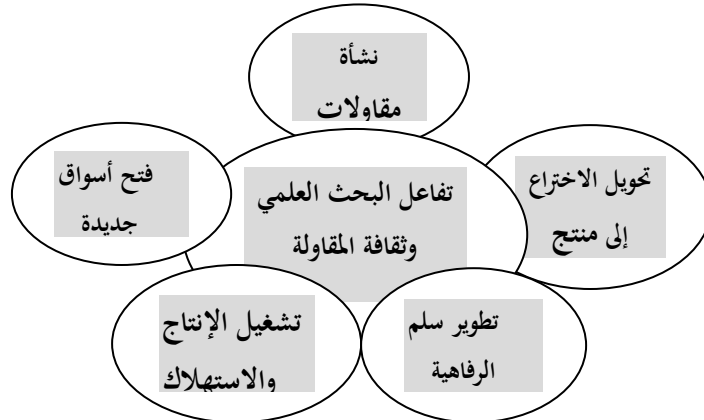 نشأة
مقاولات
تحويل الاختراع
إلى منتج
فتح أسواق
جديدة
تفاعل البحث العلمي
وثقافة المقاولة
تطوير سلم
الرفاهية
تشغيل الإنتاج
والاستهلاك